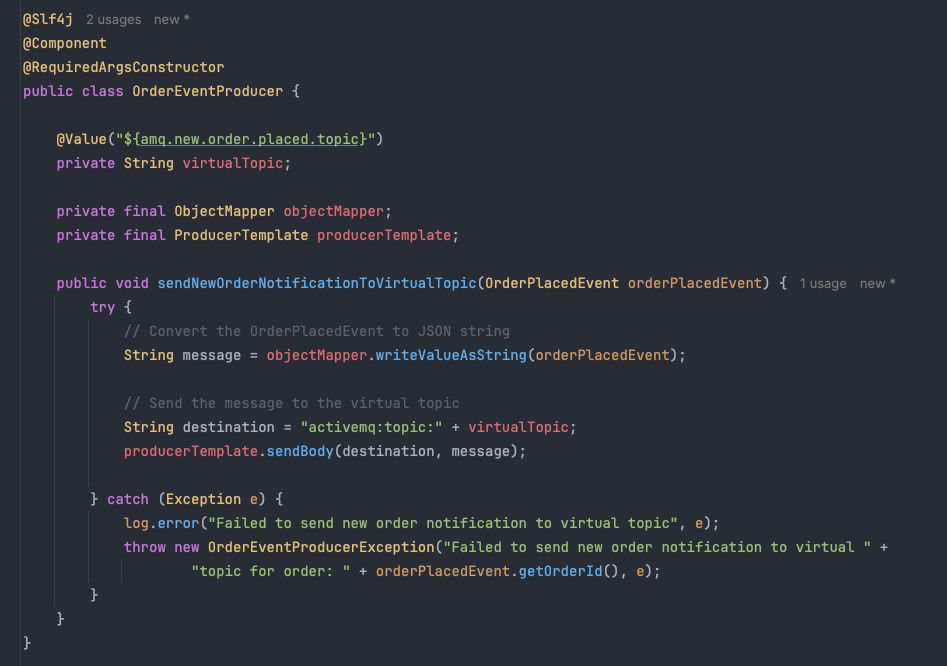 @Slf4j 2 usages new *
@Component
@RequiredArgsConstructor
public class OrderEventProducer {
@Value("${amq.new.order.placed.topic}")
private String virtualTopic;
private final ObjectMapper objectMapper;
private final ProducerTemplate producerTemplate;
public void sendNewOrderNotificationToVirtualTopic(OrderPlacedEvent orderPlacedEvent) { 1 usage new *
try {
// Convert the OrderPlacedEvent to JSON string
String message = objectMapper.writeValueAsString(orderPlacedEvent);
// Send the message to the virtual topic
String destination = "activemq:topic:" + virtualTopic;
producerTemplate.sendBody(destination, message);
} catch (Exception e) {
log.error("Failed to send new order notification to virtual topic", e);
throw new OrderEventProducerException("Failed to send new order notification to virtual " +
"topic for order: " + orderPlacedEvent.getOrderId(), e);
}
}
}